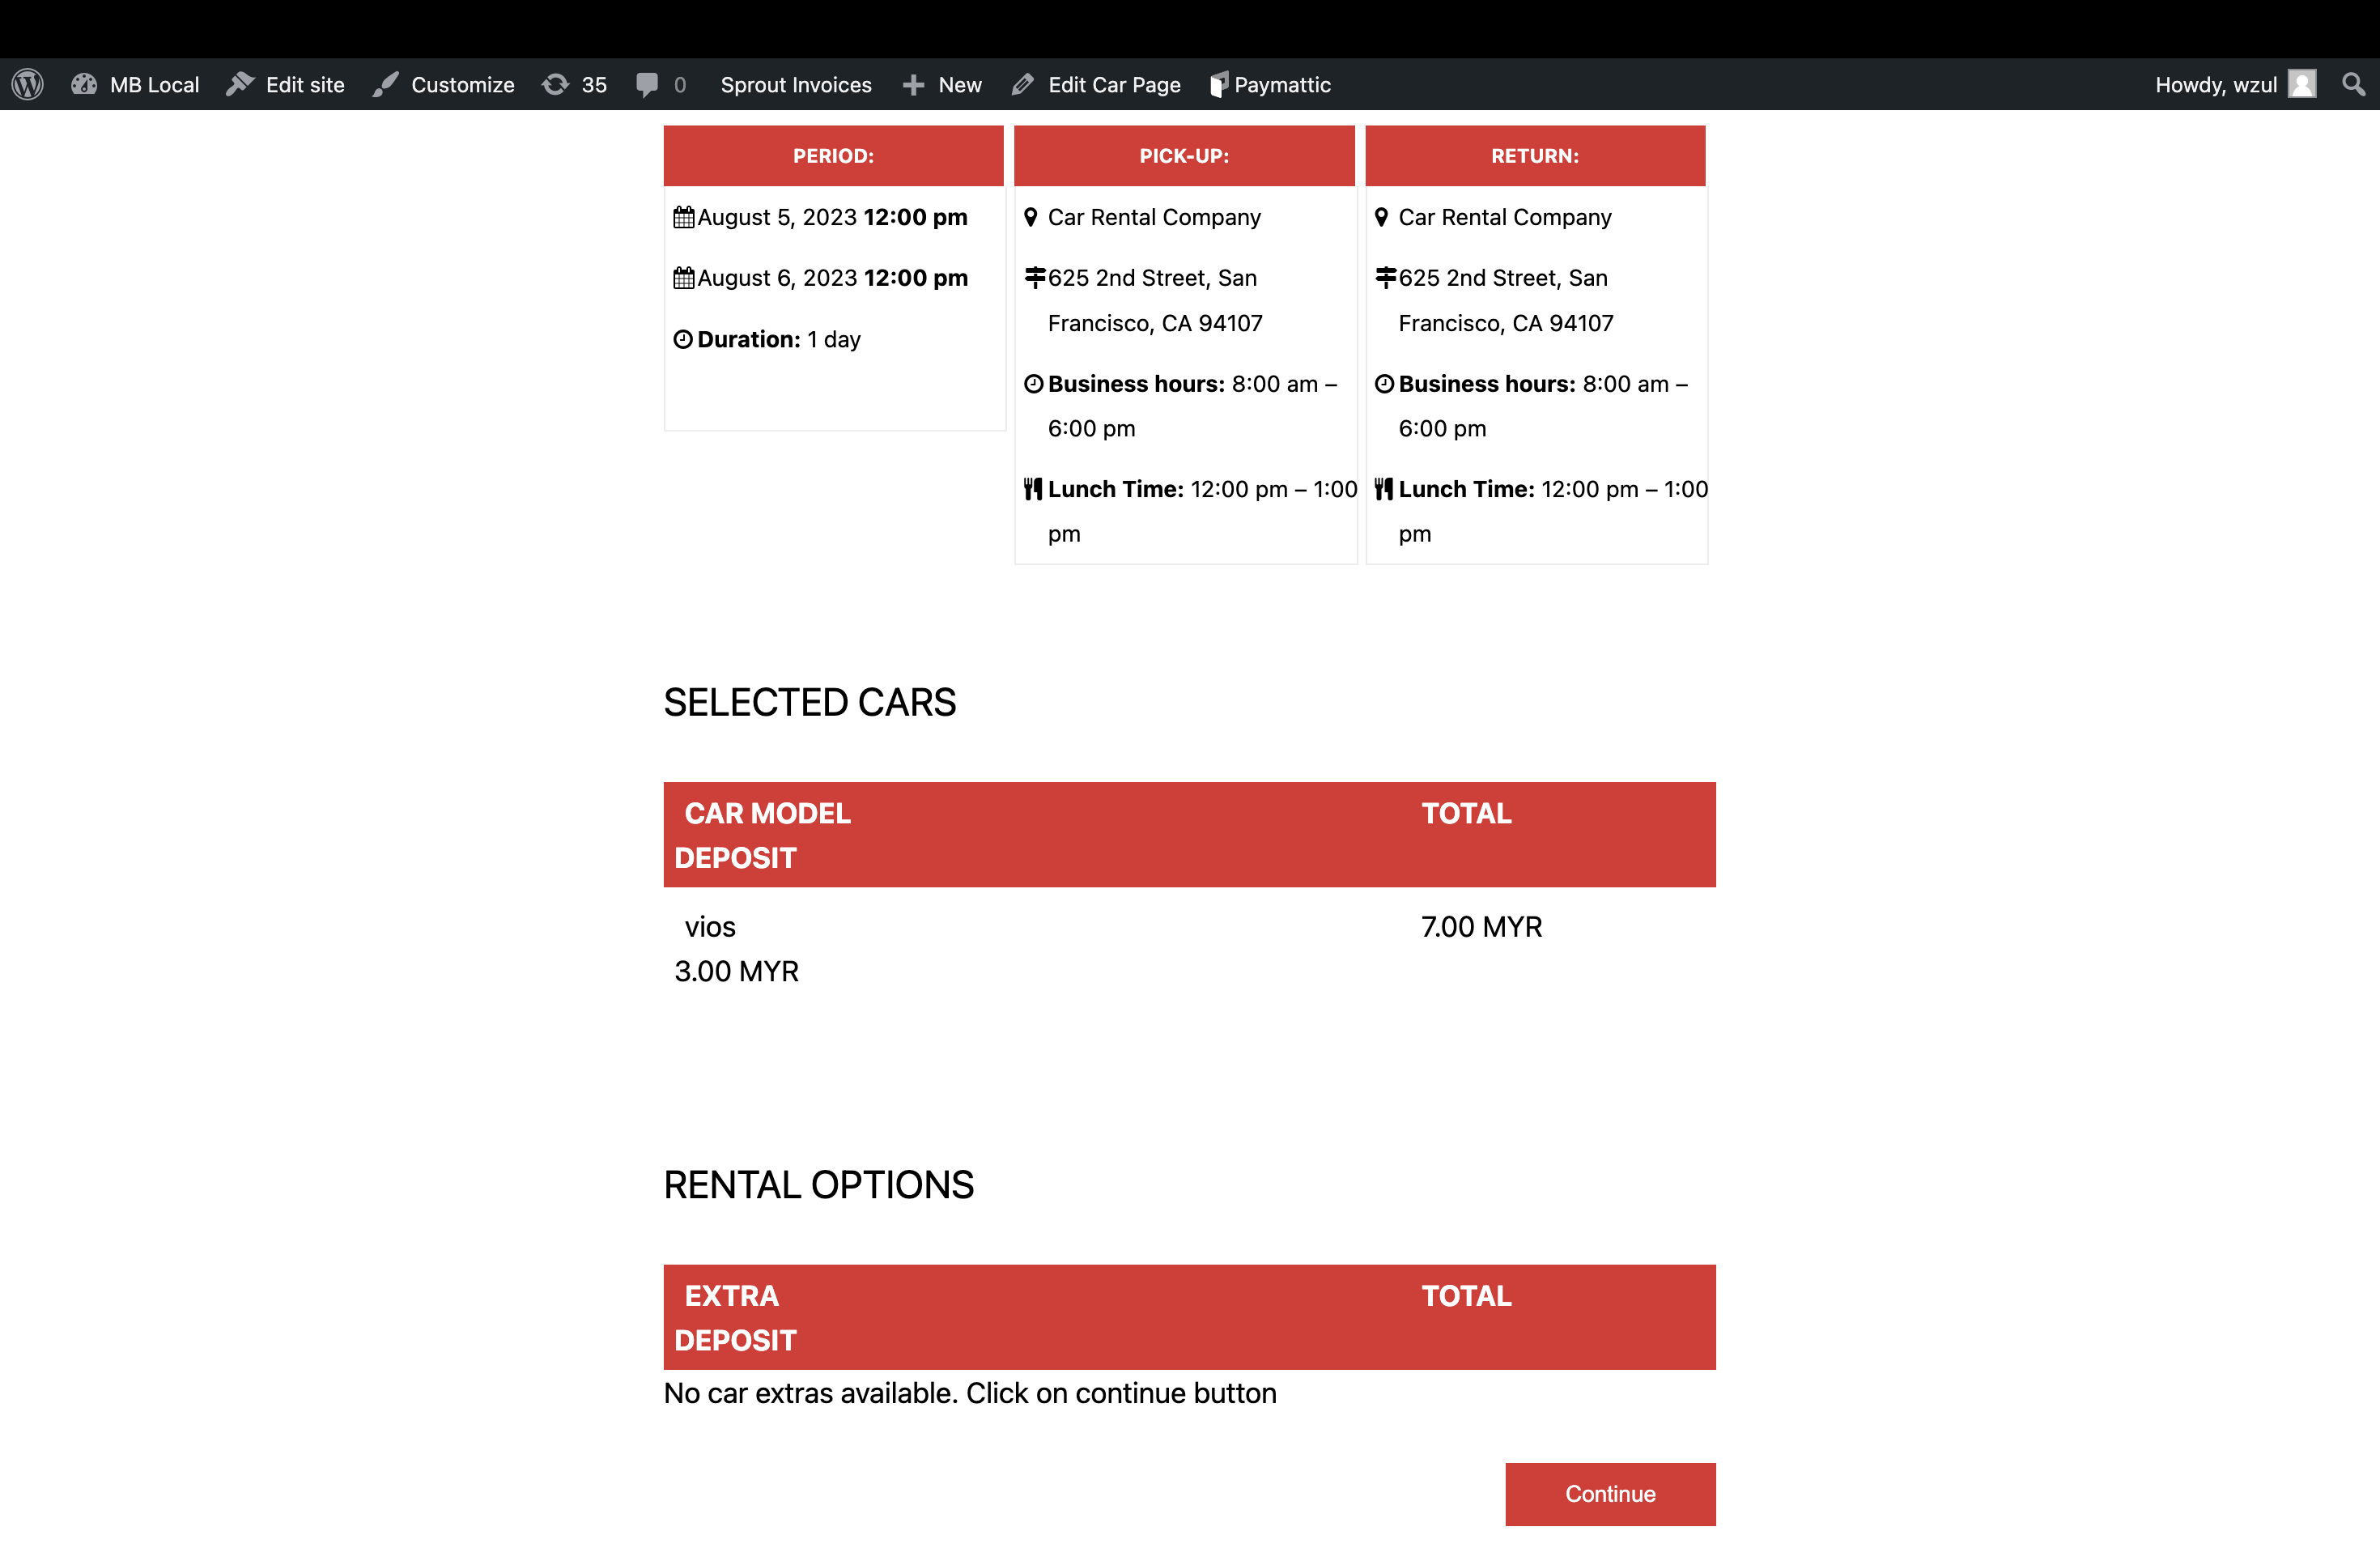 MB Local Edit site Customize 35 0 Sprout Invoices New Edit Car Page Paymattic Howdy, wzul
PERIOD:
August 5, 2023 12:00 pm
August 6, 2023 12:00 pm
Duration: 1 day
PICK-UP:
Car Rental Company
625 2nd Street, San
Francisco, CA 94107
Business hours: 8:00 am –
6:00 pm
Lunch Time: 12:00 pm – 1:00
pm
RETURN:
Car Rental Company
625 2nd Street, San
Francisco, CA 94107
Business hours: 8:00 am –
6:00 pm
Lunch Time: 12:00 pm – 1:00
pm
SELECTED CARS
CAR MODEL TOTAL
DEPOSIT
vios 7.00 MYR
3.00 MYR
RENTAL OPTIONS
EXTRA TOTAL
DEPOSIT
No car extras available. Click on continue button
Continue